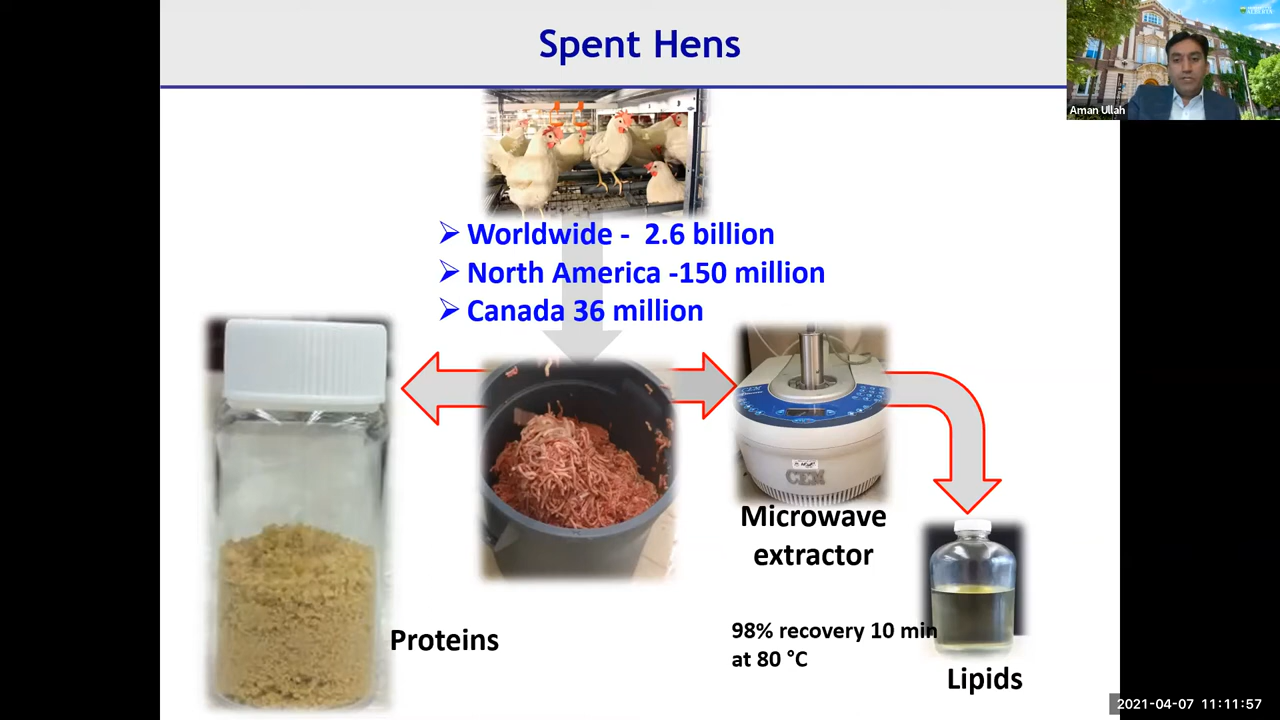 Spent Hens
Aman Ullah
ALBERTA
➢ Worldwide -  2.6 billion
➢ North America -150 million
➢ Canada 36 million
CEM
Microwave
extractor
98% recovery 10 min
at 80 °C
Proteins
Lipids
2021-04-07 11:11:57